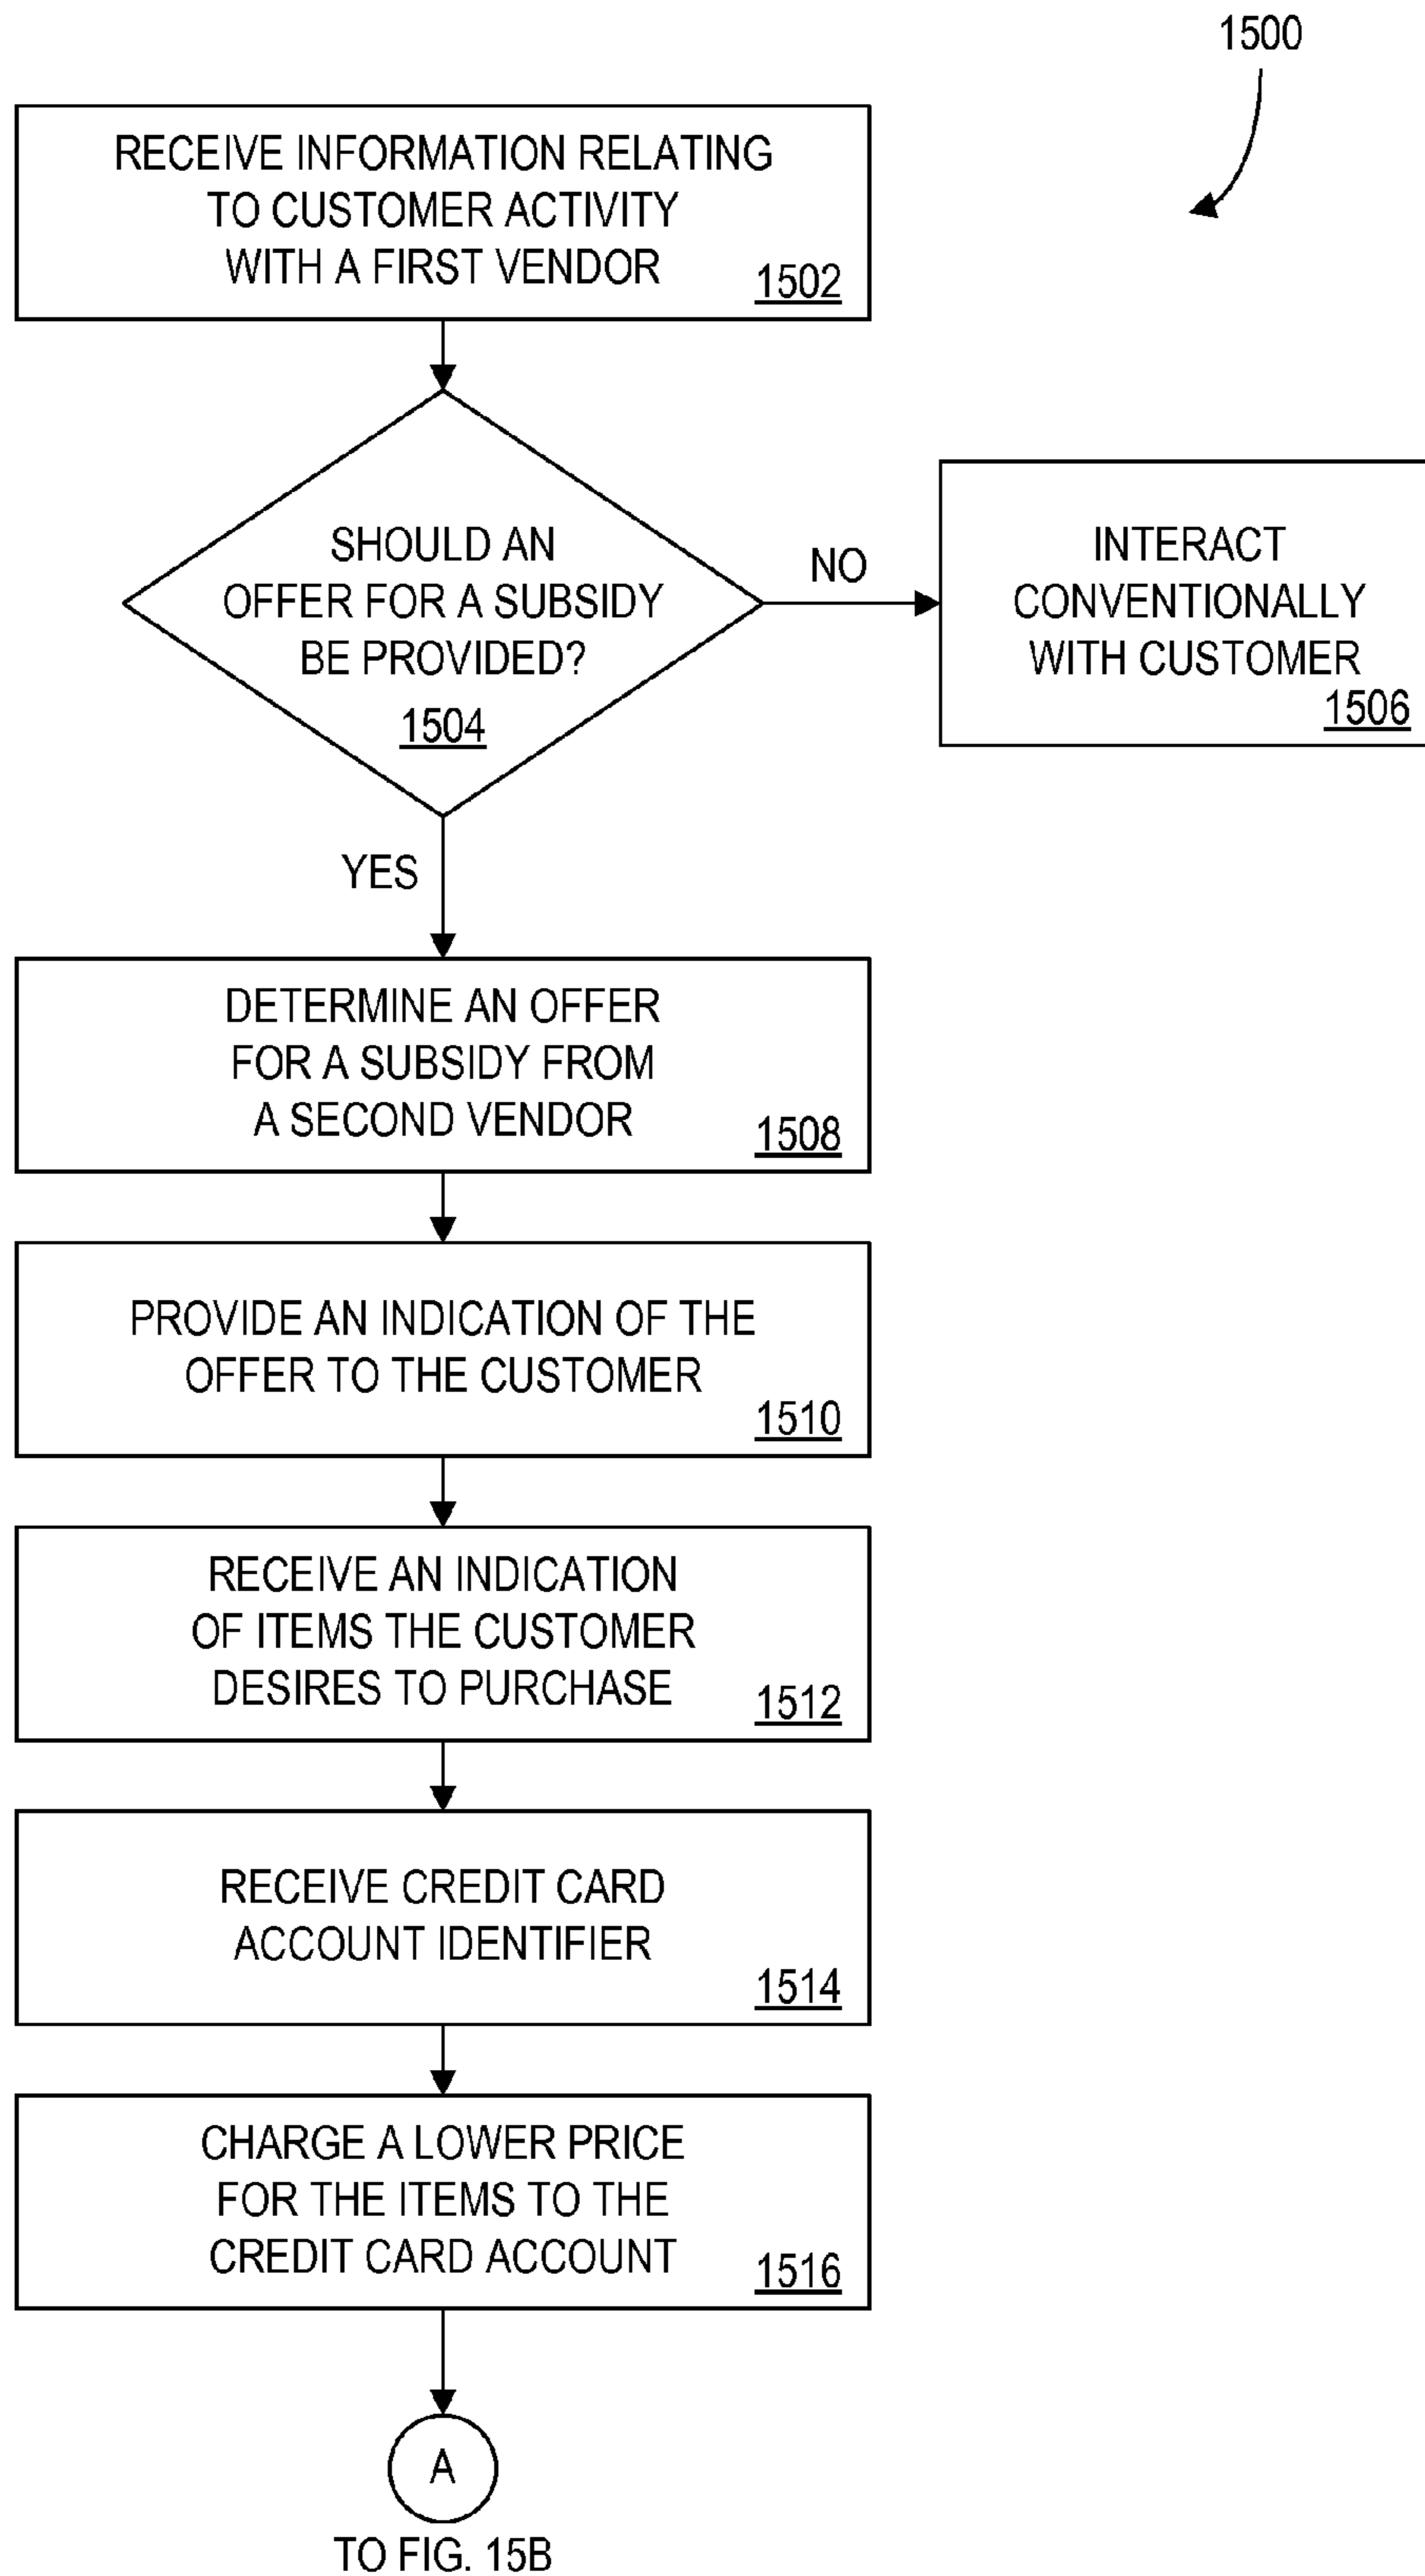 1500
RECEIVE INFORMATION RELATING
TO CUSTOMER ACTIVITY
WITH A FIRST VENDOR
1502
SHOULD AN
OFFER FOR A SUBSIDY
BE PROVIDED?
1504
NO
INTERACT
CONVENTIONALLY
WITH CUSTOMER
1506
YES
DETERMINE AN OFFER
FOR A SUBSIDY FROM
A SECOND VENDOR
1508
PROVIDE AN INDICATION OF THE
OFFER TO THE CUSTOMER
1510
RECEIVE AN INDICATION
OF ITEMS THE CUSTOMER
DESIRES TO PURCHASE
1512
RECEIVE CREDIT CARD
ACCOUNT IDENTIFIER
1514
CHARGE A LOWER PRICE
FOR THE ITEMS TO THE
CREDIT CARD ACCOUNT
1516
A
TO FIG. 15B